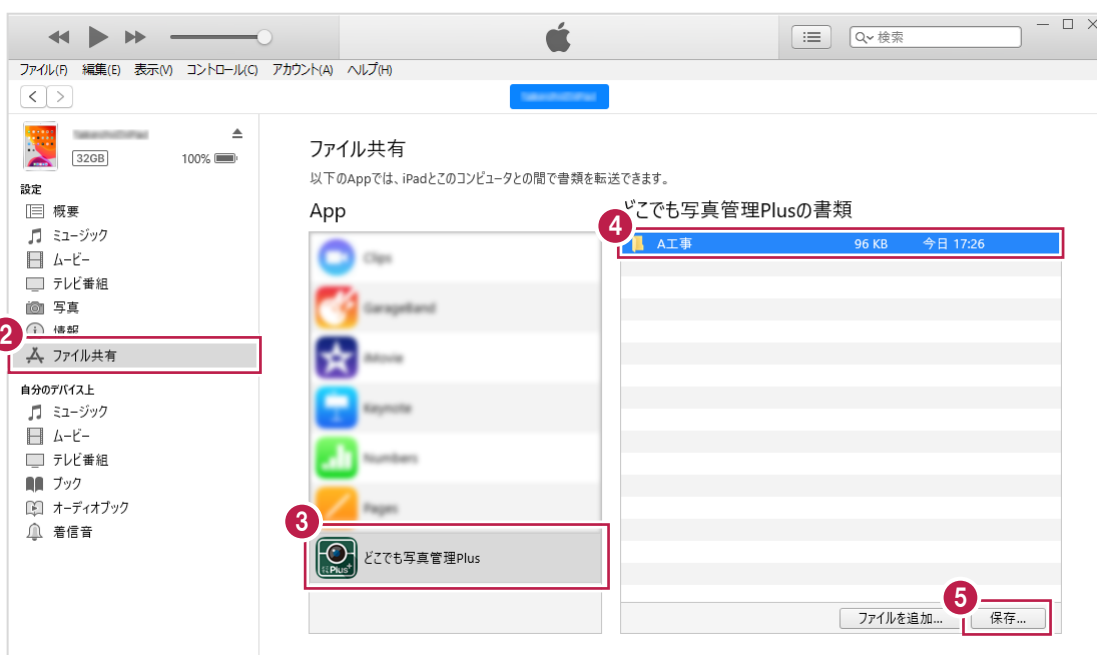 検索
ファイル(F) 編集(E) 表示(V) コントロール(C) アカウント(A) ヘルプ(H)
32GB 100%
設定
概要
ミュージック
ムービー
テレビ番組
写真
情報
2
ファイル共有
自分のデバイス上
ミュージック
ムービー
テレビ番組
ブック
オーディオブック
着信音
ファイル共有
以下のAppでは、iPadとこのコンピュータとの間で書類を転送できます。
App
Clips
GarageBand
iMovie
Keynote
Numbers
Pages
3
Plus+
どこでも写真管理Plus
どこでも写真管理Plusの書類
4
A工事 96 KB 今日 17:26
5
ファイルを追加... 保存...